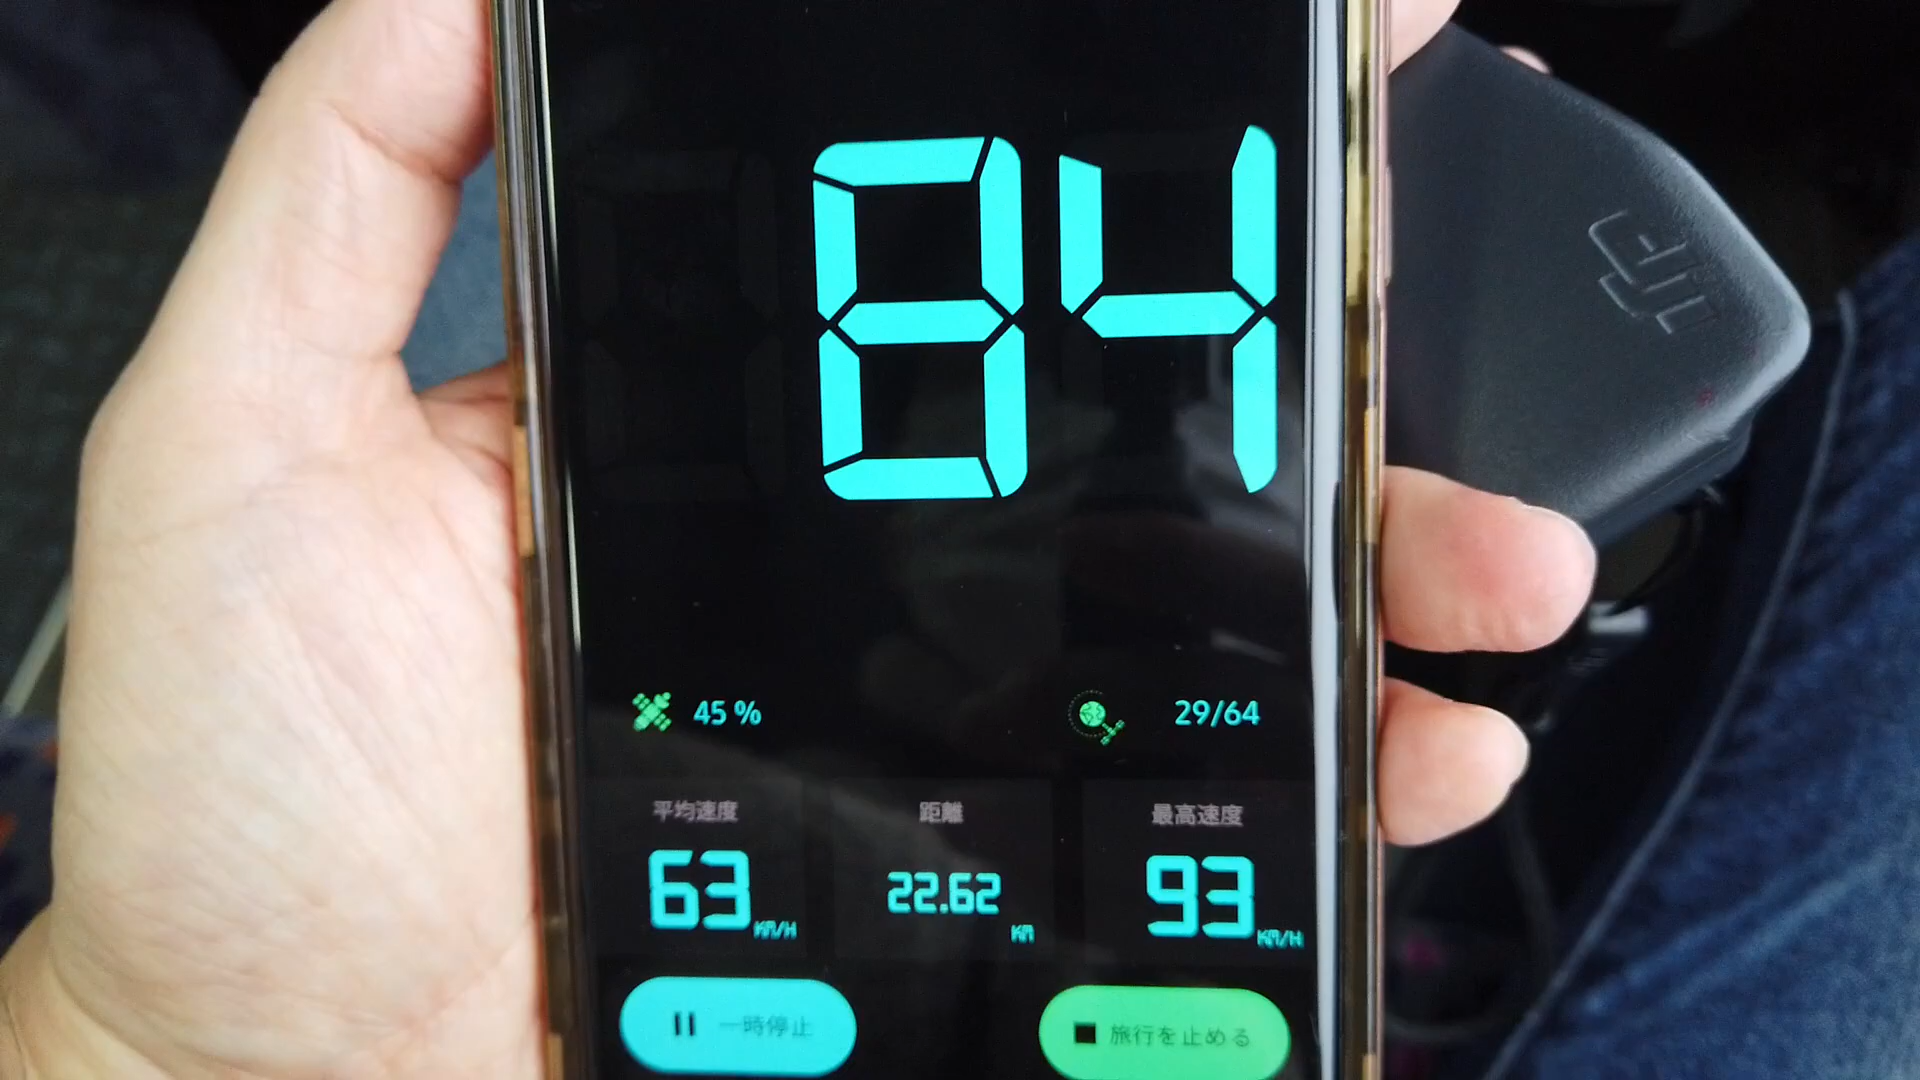 84
45 %
29/64
平均速度
距離
最高速度
63 KM/H
22.62 KM
93 KM/H
一時停止
旅行を止める
dji